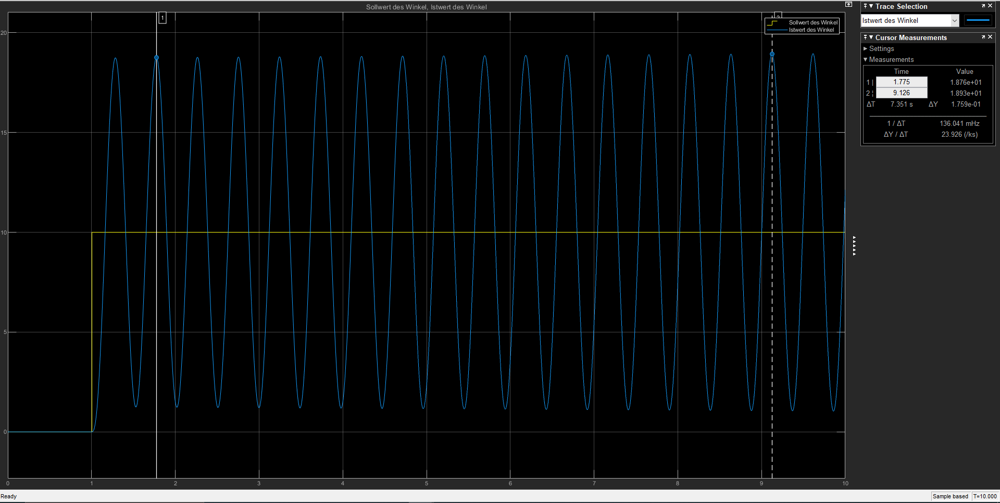 Sollwert des Winkel, Istwert des Winkel
1
2
Sollwert des Winkel
Istwert des Winkel
20
15
10
5
0
0 1 2 3 4 5 6 7 8 9 10
Trace Selection
Istwert des Winkel
Cursor Measurements
Settings
Measurements
Time Value
1 | 1.775 1.876e+01
2 ¦ 9.126 1.893e+01
ΔT 7.351 s ΔY 1.759e-01
1 / ΔT 136.041 mHz
ΔY / ΔT 23.926 (/ks)
Ready
Sample based T=10.000